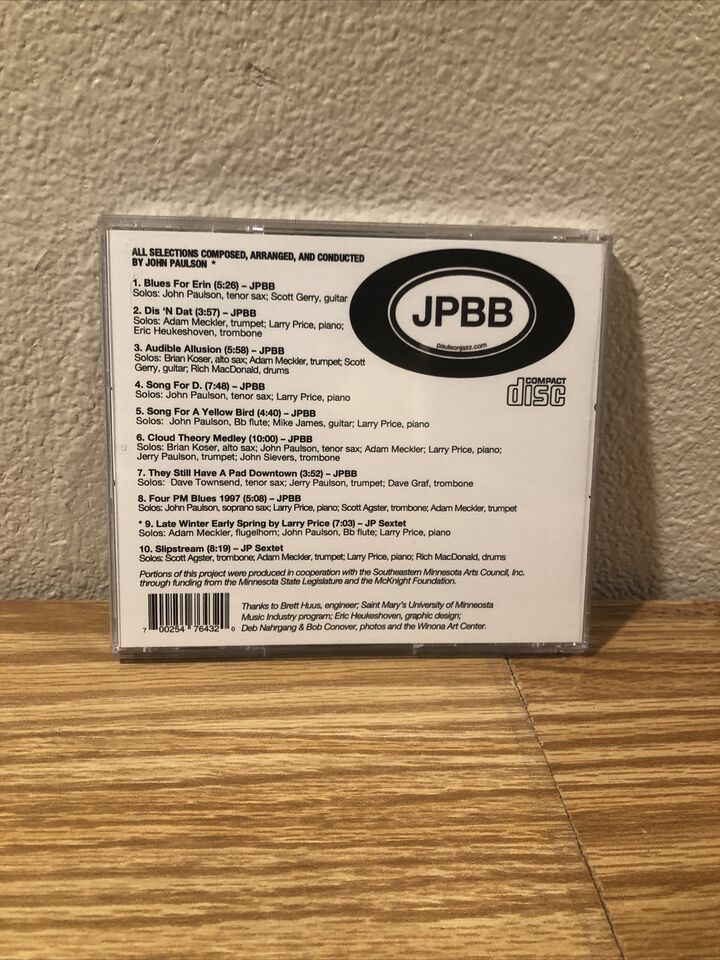 ALL SELECTIONS COMPOSED, ARRANGED, AND CONDUCTED
BY JOHN PAULSON *
1. Blues For Erin (5:26) – JPBB
Solos: John Paulson, tenor sax; Scott Gerry, guitar
2. Dis 'N Dat (3:57) – JPBB
Solos: Adam Meckler, trumpet; Larry Price, piano;
Eric Heukeshoven, trombone
3. Audible Allusion (5:58) – JPBB
Solos: Brian Koser, alto sax; Adam Meckler, trumpet; Scott
Gerry, guitar; Rich MacDonald, drums
4. Song For D. (7:48) – JPBB
Solos: John Paulson, tenor sax; Larry Price, piano
5. Song For A Yellow Bird (4:40) – JPBB
Solos: John Paulson, Bb flute; Mike James, guitar; Larry Price, piano
6. Cloud Theory Medley (10:00) – JPBB
Solos: Brian Koser, alto sax; John Paulson, tenor sax; Adam Meckler; Larry Price, piano;
Jerry Paulson, trumpet; John Sievers, trombone
7. They Still Have A Pad Downtown (3:52) – JPBB
Solos: Dave Townsend, tenor sax; Jerry Paulson, trumpet; Dave Graf, trombone
8. Four PM Blues 1997 (5:08) – JPBB
Solos: John Paulson, soprano sax; Larry Price, piano; Scott Agster, trombone; Adam Meckler, trumpet
* 9. Late Winter Early Spring by Larry Price (7:03) – JP Sextet
Solos: Adam Meckler, flugelhorn; John Paulson, Bb flute; Larry Price, piano
10. Slipstream (8:19) – JP Sextet
Solos: Scott Agster, trombone; Adam Meckler, trumpet; Larry Price, piano; Rich MacDonald, drums
Portions of this project were produced in cooperation with the Southeastern Minnesota Arts Council, Inc.
through funding from the Minnesota State Legislature and the McKnight Foundation.
Thanks to Brett Huus, engineer; Saint Mary's University of Minneosta
Music Industry program; Eric Heukeshoven, graphic design;
Deb Nahrgang & Bob Conover, photos and the Winona Art Center.
7 00254 76432 0
JPBB
paulsonjazz.com
COMPACT
disc